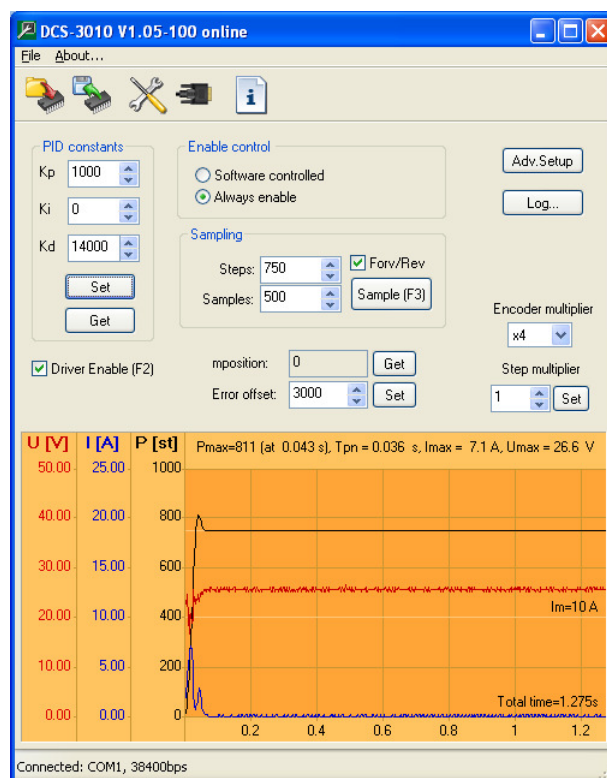 DCS-3010 V1.05-100 online
File About...
PID constants
Kp 1000
Ki 0
Kd 14000
Set
Get
Enable control
Software controlled
Always enable
Adv.Setup
Log...
Sampling
Steps: 750
Forv/Rev
Samples: 500
Sample (F3)
Encoder multiplier
x4
Driver Enable (F2)
mposition: 0 Get
Error offset: 3000 Set
Step multiplier
1 Set
U [V] I [A] P [st] Pmax=811 (at 0.043 s), Tpn = 0.036 s, Imax = 7.1 A, Umax = 26.6 V
50.00 25.00 1000
40.00 20.00 800
30.00 15.00 600
20.00 10.00 400
Im=10 A
10.00 5.00 200
Total time=1.275s
0.00 0.00 0
0.2 0.4 0.6 0.8 1 1.2
Connected: COM1, 38400bps